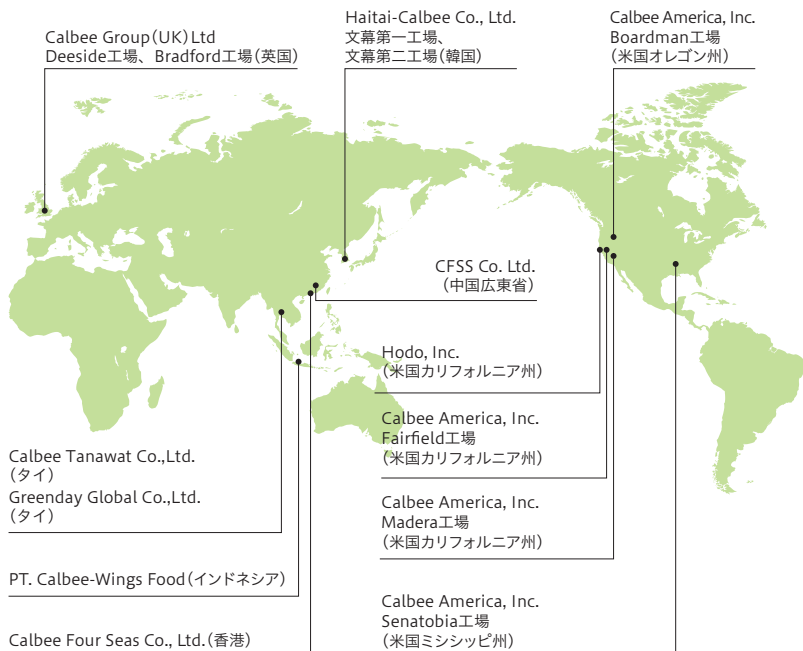 Calbee Group(UK)Ltd
Deeside工場、Bradford工場(英国)
Haitai-Calbee Co., Ltd.
文幕第一工場、
文幕第二工場(韓国)
Calbee America, Inc.
Boardman工場
(米国オレゴン州)
CFSS Co. Ltd.
(中国広東省)
Hodo, Inc.
(米国カリフォルニア州)
Calbee America, Inc.
Fairfield工場
(米国カリフォルニア州)
Calbee Tanawat Co.,Ltd.
(タイ)
Greenday Global Co.,Ltd.
(タイ)
Calbee America, Inc.
Madera工場
(米国カリフォルニア州)
PT. Calbee-Wings Food(インドネシア)
Calbee America, Inc.
Senatobia工場
(米国ミシシッピ州)
Calbee Four Seas Co., Ltd.(香港)